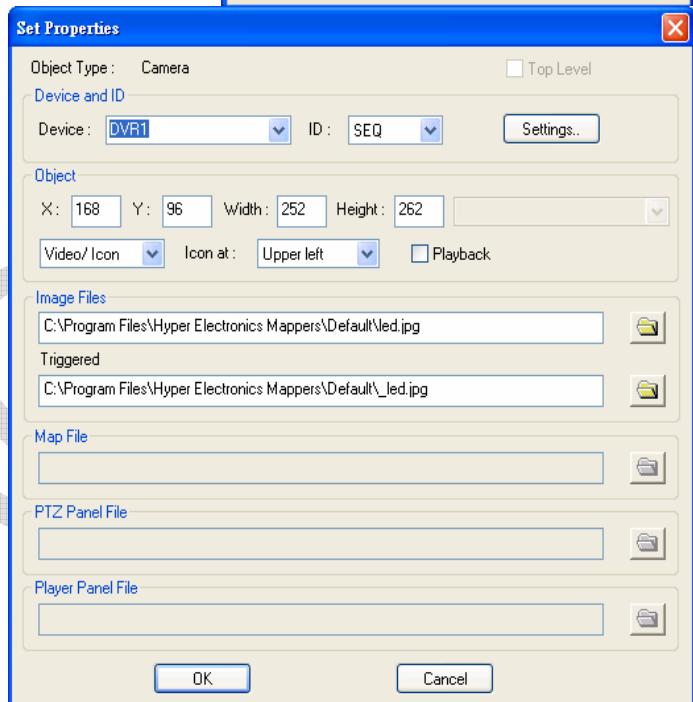 Set Properties
Object Type : Camera Top Level
Device and ID
Device : DVR1 ID : SEQ Settings..
Object
X : 168 Y : 96 Width : 252 Height : 262
Video/ Icon Icon at : Upper left Playback
Image Files
C:\Program Files\Hyper Electronics Mappers\Default\led.jpg
Triggered
C:\Program Files\Hyper Electronics Mappers\Default\_led.jpg
Map File
PTZ Panel File
Player Panel File
OK Cancel